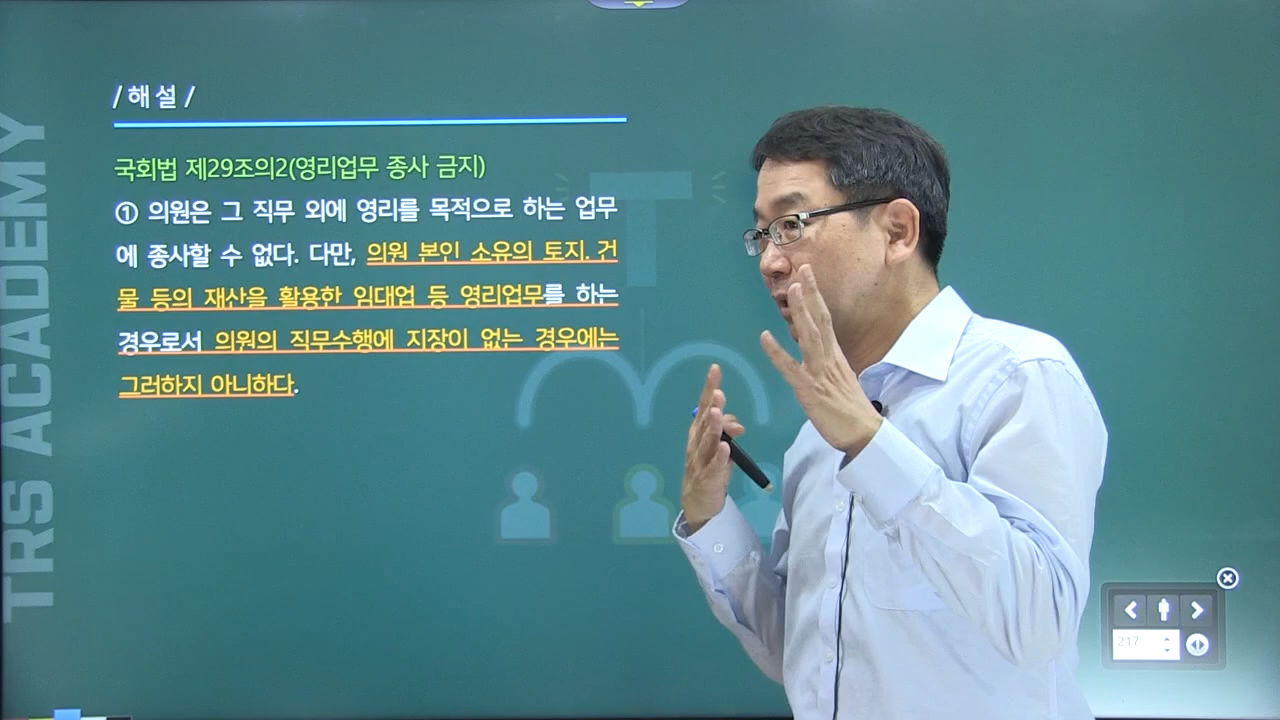 / 해 설 /
국회법 제29조의2(영리업무 종사 금지)
① 의원은 그 직무 외에 영리를 목적으로 하는 업무
에 종사할 수 없다. 다만, 의원 본인 소유의 토지. 건
물 등의 재산을 활용한 임대업 등 영리업무를 하는
경우로서 의원의 직무수행에 지장이 없는 경우에는
그러하지 아니하다.
TRS ACADEMY
217